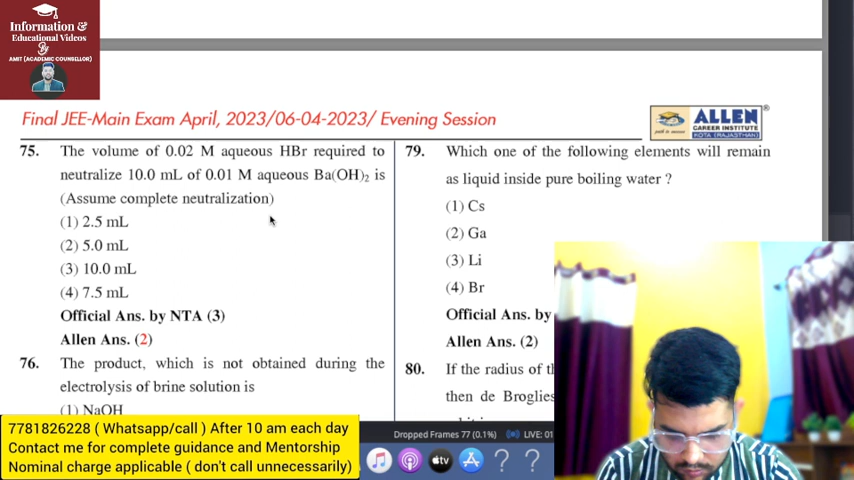 Information &
Educational Videos
By
AMIT (ACADEMIC COUNSELLOR)
Final JEE-Main Exam April, 2023/06-04-2023/ Evening Session
ALLEN
CAREER INSTITUTE
KOTA (RAJASTHAN)
75. The volume of 0.02 M aqueous HBr required to
neutralize 10.0 mL of 0.01 M aqueous Ba(OH)₂ is
(Assume complete neutralization)
(1) 2.5 mL
(2) 5.0 mL
(3) 10.0 mL
(4) 7.5 mL
Official Ans. by NTA (3)
Allen Ans. (2)
76. The product, which is not obtained during the
electrolysis of brine solution is
(1) NaOH
79. Which one of the following elements will remain
as liquid inside pure boiling water ?
(1) Cs
(2) Ga
(3) Li
(4) Br
Official Ans. by
Allen Ans. (2)
80. If the radius of
then de Broglies
7781826228 ( Whatsapp/call ) After 10 am each day
Contact me for complete guidance and Mentorship
Nominal charge applicable ( don't call unnecessarily)
Dropped Frames 77 (0.1%) LIVE: 01
tv